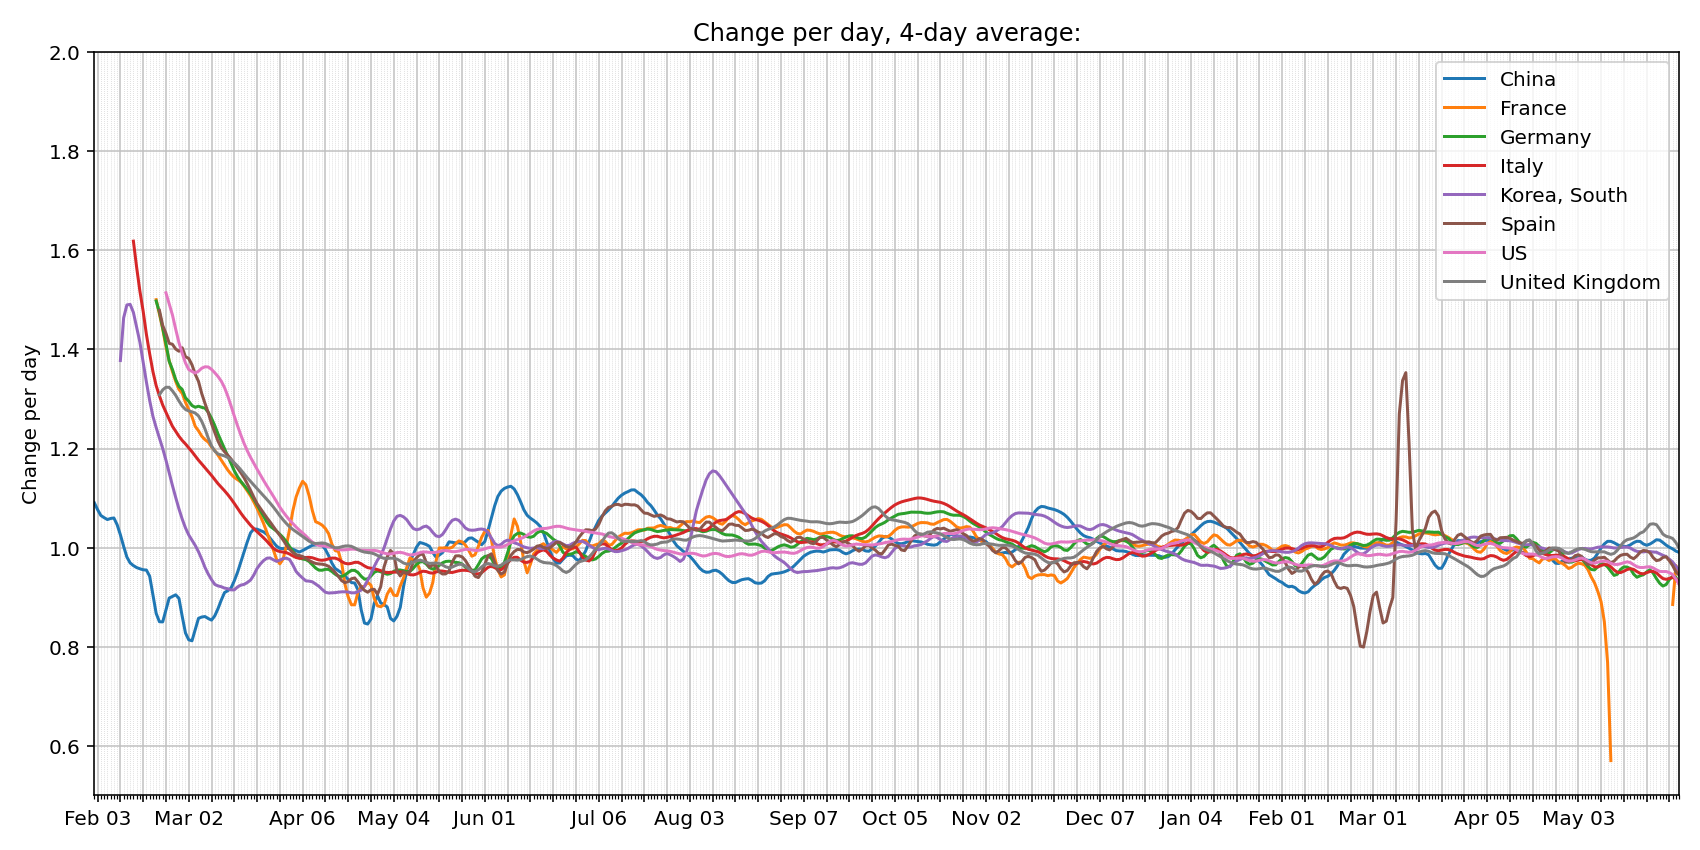 Change per day, 4-day average:
2.0
1.8
1.6
1.4
1.2
1.0
0.8
0.6
Change per day
China
France
Germany
Italy
Korea, South
Spain
US
United Kingdom
Feb 03 Mar 02 Apr 06 May 04 Jun 01 Jul 06 Aug 03 Sep 07 Oct 05 Nov 02 Dec 07 Jan 04 Feb 01 Mar 01 Apr 05 May 03